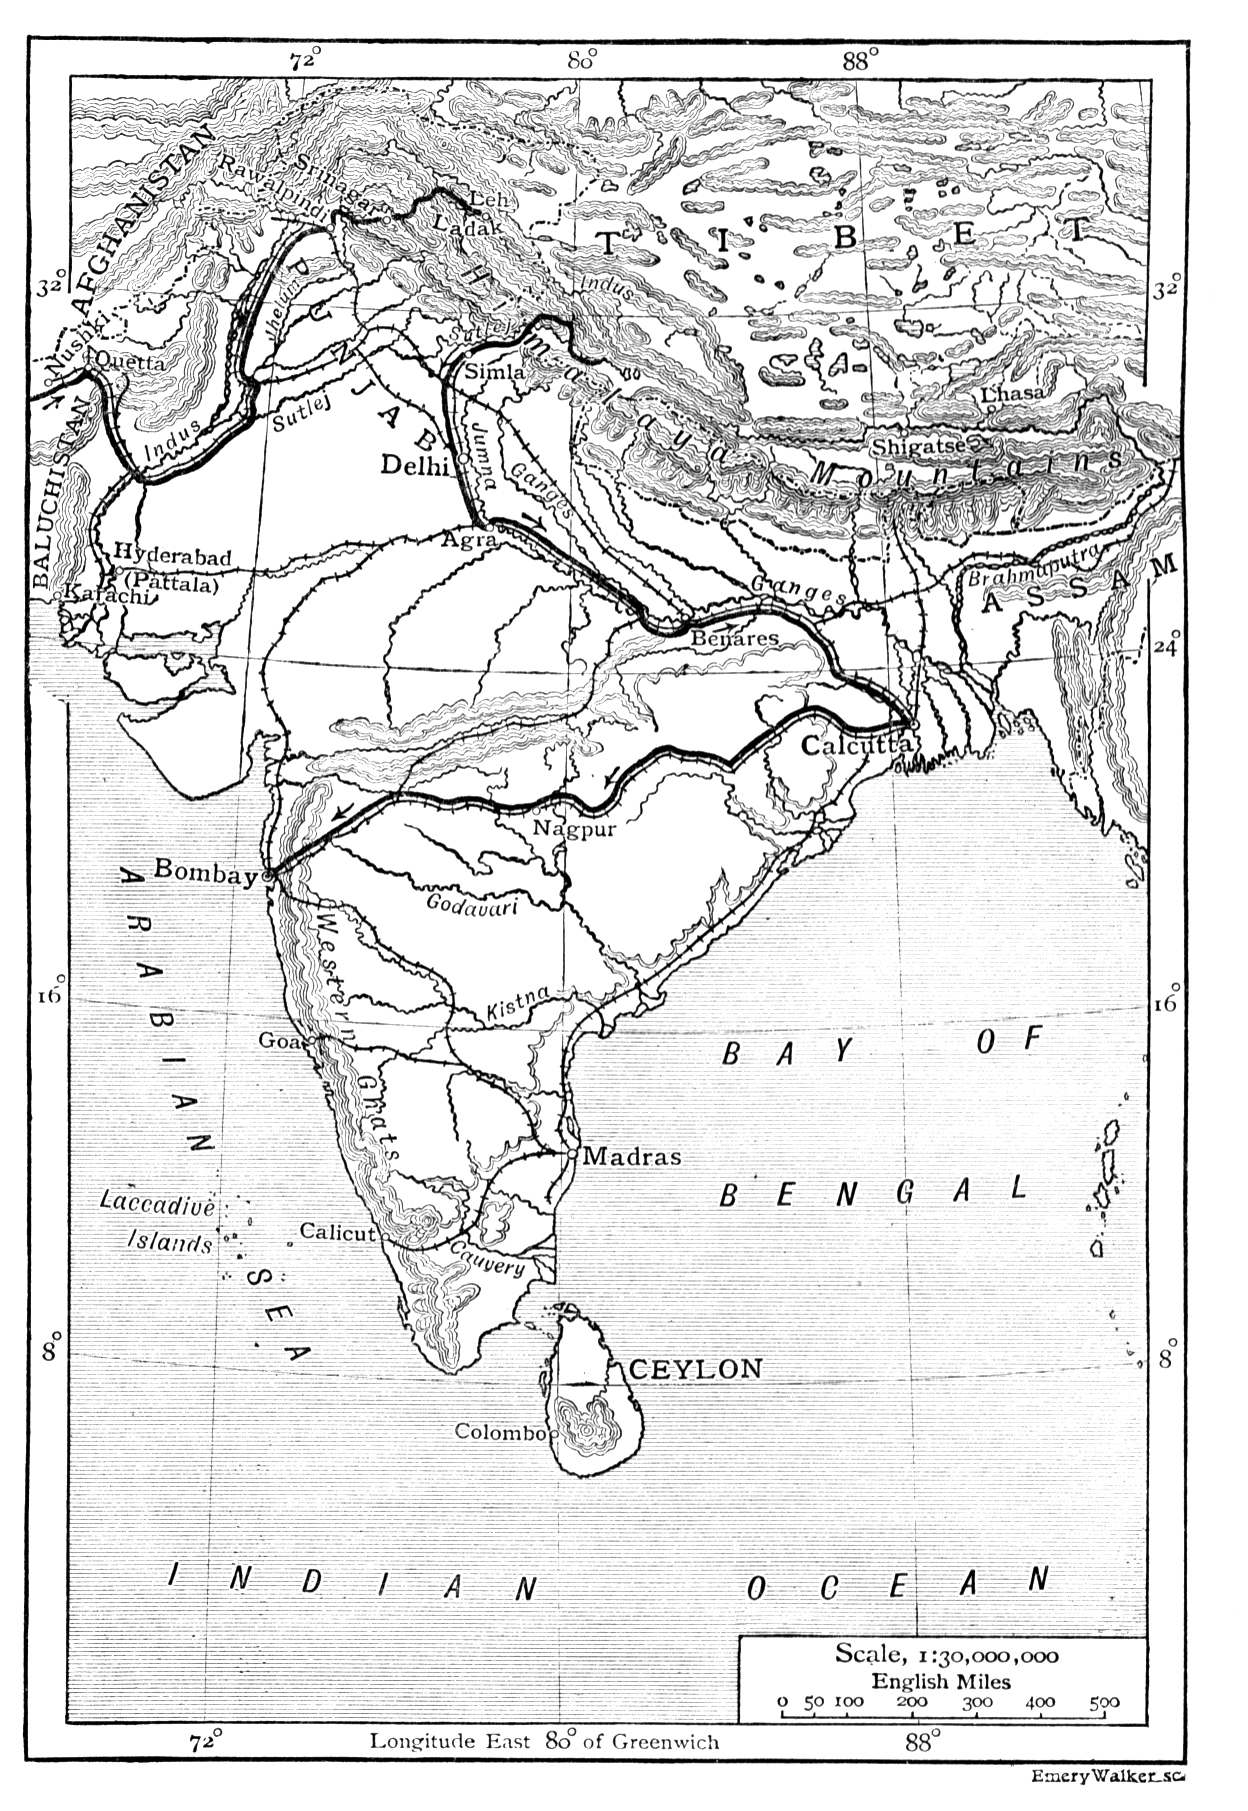 72° 80° 88°
AFGHANISTAN
Srinagar
Rawalpindi
Leh
Ladak
TIBET
32° 32°
Indus
Jhelum
PUNJAB
Sutlej
Nushki
Quetta
Simla
Himalaya Mountains
Lhasa
Shigatse
Sutlej
Indus
BALUCHISTAN
Delhi
Jumna
Ganges
Agra
Hyderabad
(Pattala)
Karachi
Ganges
Brahmaputra
ASSAM
Benares
24°
Calcutta
Nagpur
Bombay
Godavari
ARABIAN SEA
Western Ghats
16° 16°
Kistna
Goa
BAY OF
BENGAL
Madras
Laccadive
Islands
Calicut
Cauvery
8° 8°
CEYLON
Colombo
INDIAN OCEAN
Scale, 1:30,000,000
English Miles
0 50 100 200 300 400 500
72° Longitude East 80° of Greenwich 88°
Emery Walker sc.